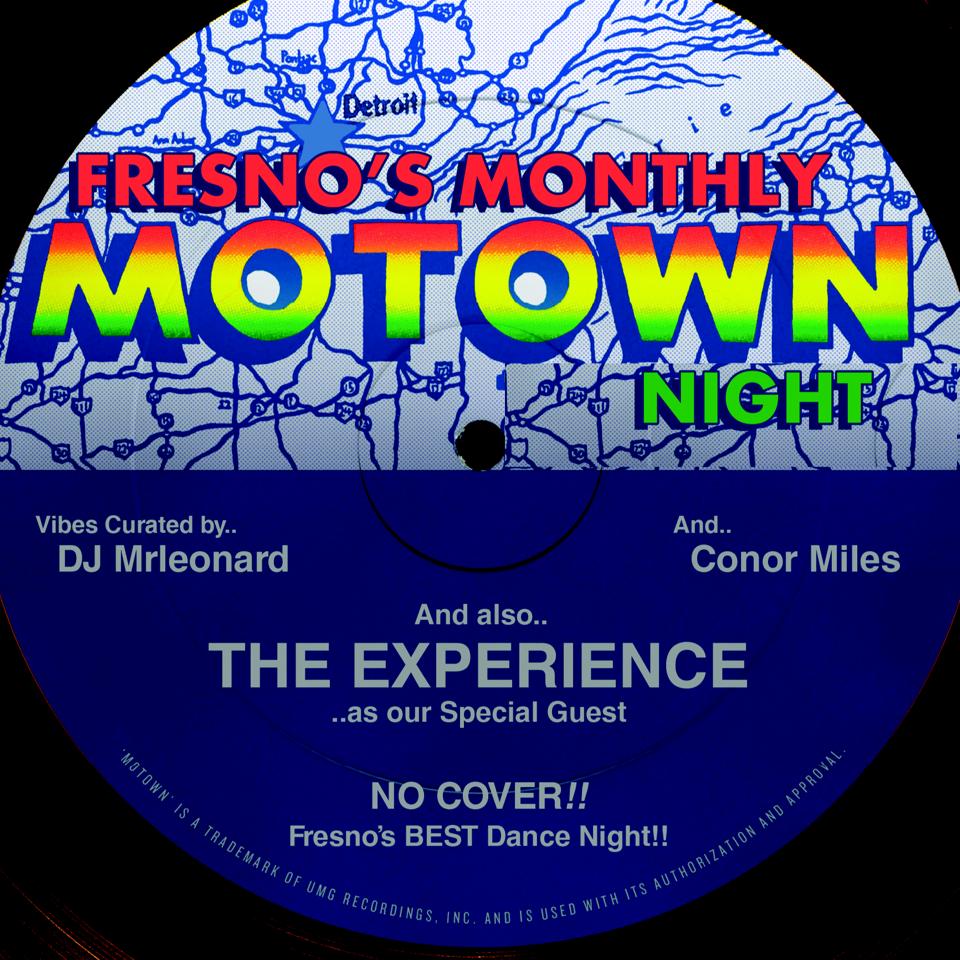 Pontiac
Detroit
Ann Arbor
i e
FRESNO'S MONTHLY
MOTOWN
NIGHT
Vibes Curated by..
DJ Mrleonard
And..
Conor Miles
And also..
THE EXPERIENCE
..as our Special Guest
NO COVER!!
Fresno's BEST Dance Night!!
'MOTOWN' IS A TRADEMARK OF UMG RECORDINGS, INC. AND IS USED WITH ITS AUTHORIZATION AND APPROVAL.